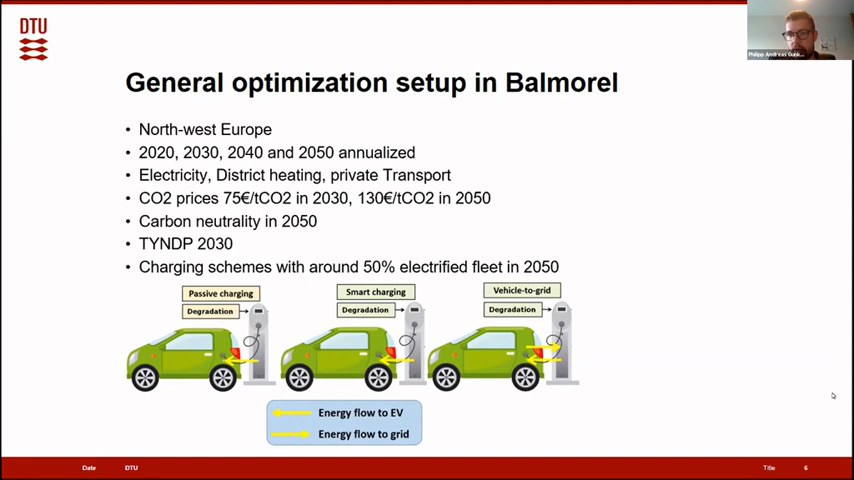 DTU
Philipp Andreas Gunk...
General optimization setup in Balmorel
• North-west Europe
• 2020, 2030, 2040 and 2050 annualized
• Electricity, District heating, private Transport
• CO2 prices 75€/tCO2 in 2030, 130€/tCO2 in 2050
• Carbon neutrality in 2050
• TYNDP 2030
• Charging schemes with around 50% electrified fleet in 2050
Passive charging
Degradation
Smart charging
Degradation
Vehicle-to-grid
Degradation
Energy flow to EV
Energy flow to grid
Date DTU Title 6